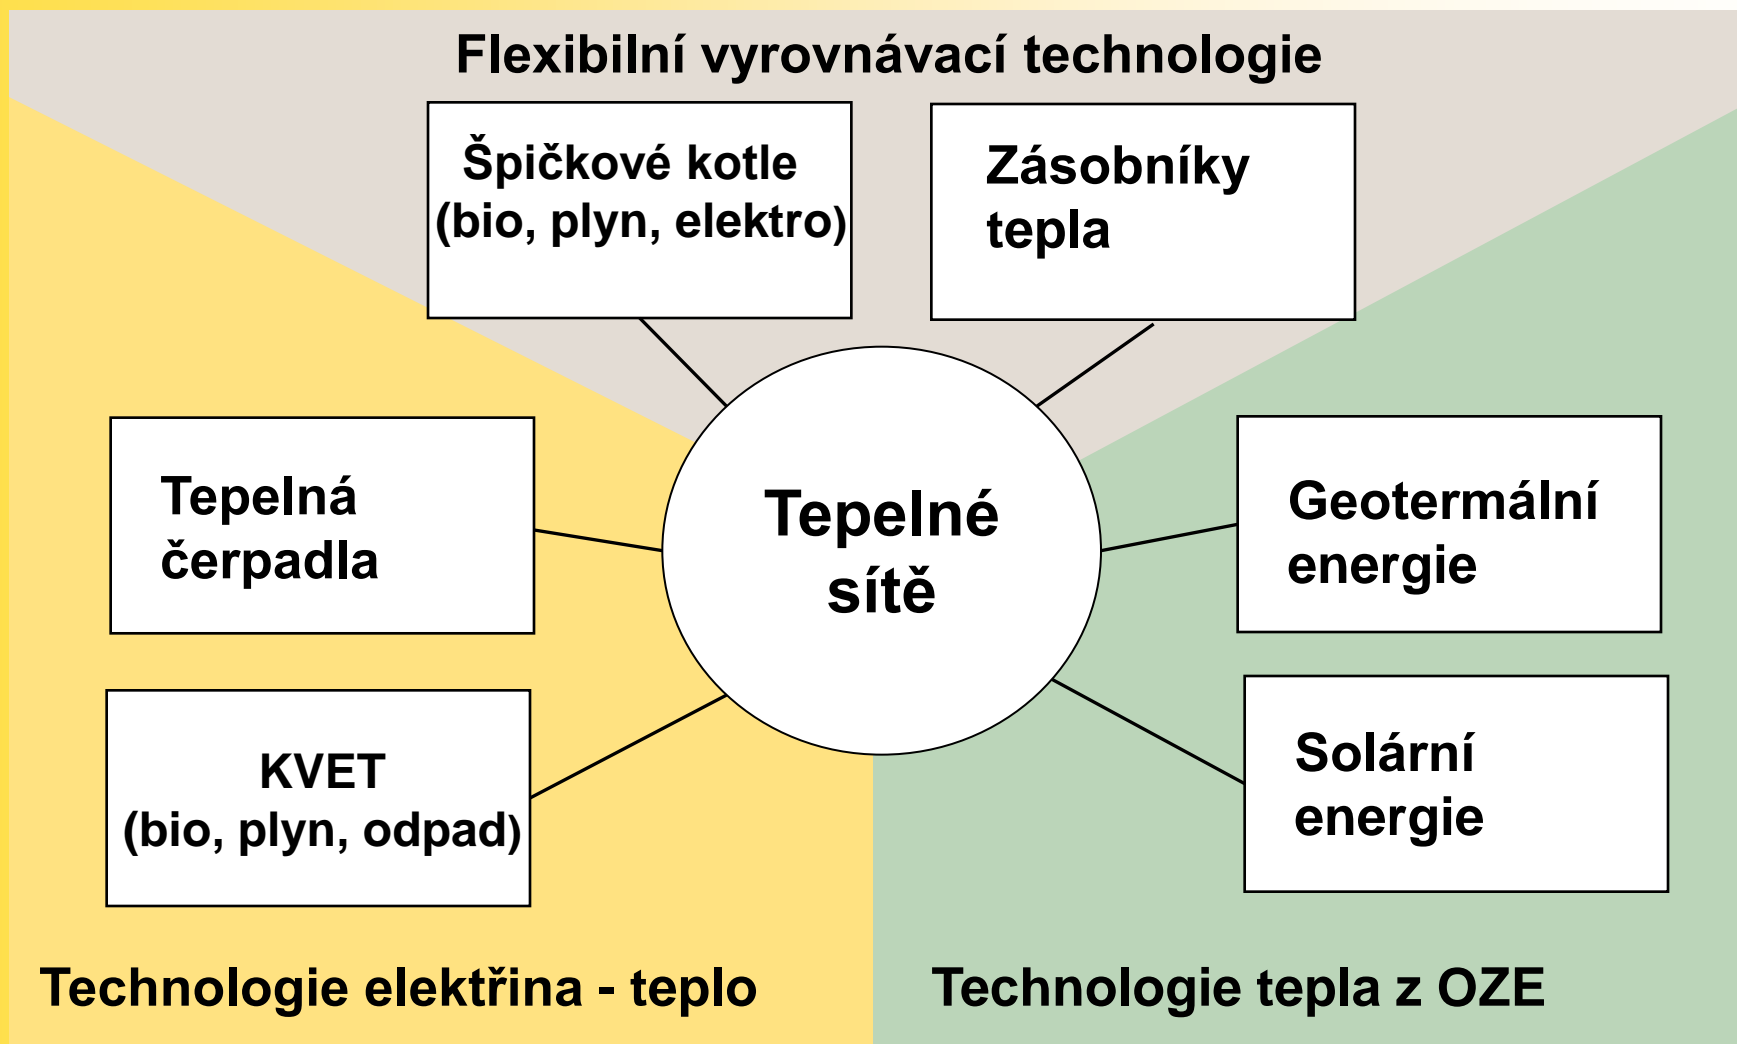 Flexibilní vyrovnávací technologie
Špičkové kotle
(bio, plyn, elektro)
Zásobníky
tepla
Tepelná
čerpadla
Tepelné
sítě
Geotermální
energie
KVET
(bio, plyn, odpad)
Solární
energie
Technologie elektřina - teplo
Technologie tepla z OZE